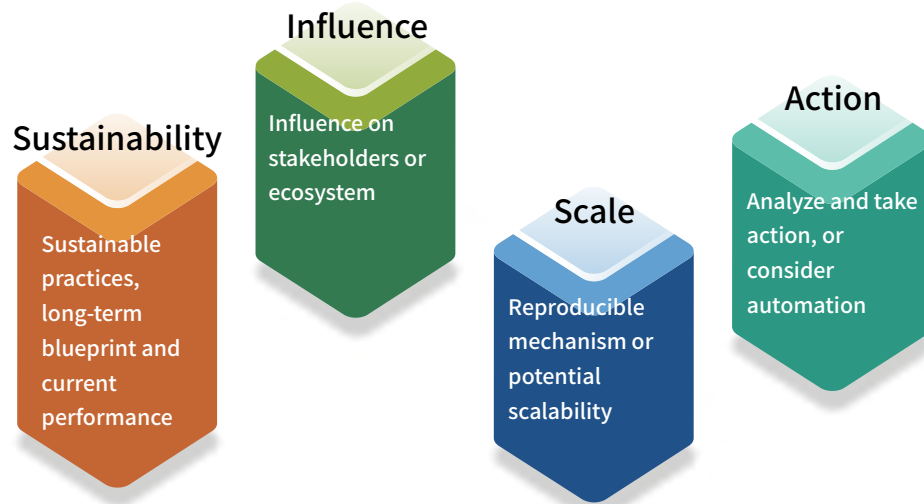 Sustainability
Sustainable
practices,
long-term
blueprint and
current
performance
Influence
Influence on
stakeholders or
ecosystem
Scale
Reproducible
mechanism or
potential
scalability
Action
Analyze and take
action, or
consider
automation